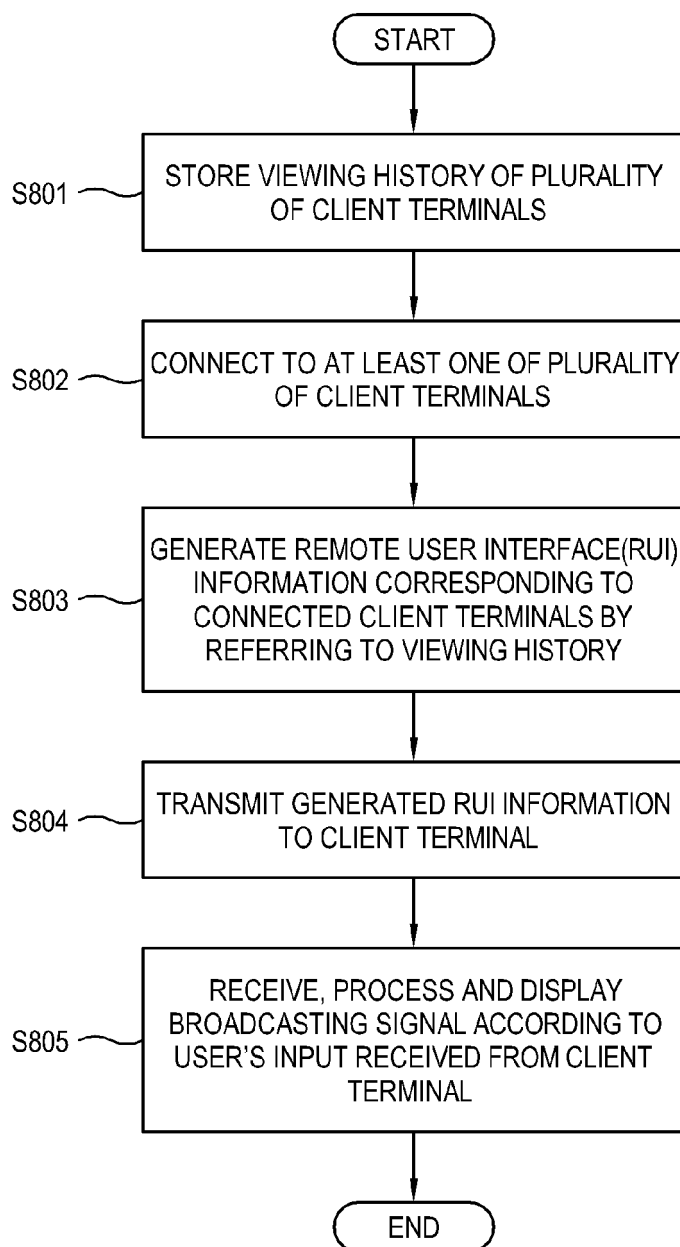 START
S801
STORE VIEWING HISTORY OF PLURALITY
OF CLIENT TERMINALS
S802
CONNECT TO AT LEAST ONE OF PLURALITY
OF CLIENT TERMINALS
S803
GENERATE REMOTE USER INTERFACE(RUI)
INFORMATION CORRESPONDING TO
CONNECTED CLIENT TERMINALS BY
REFERRING TO VIEWING HISTORY
S804
TRANSMIT GENERATED RUI INFORMATION
TO CLIENT TERMINAL
S805
RECEIVE, PROCESS AND DISPLAY
BROADCASTING SIGNAL ACCORDING TO
USER'S INPUT RECEIVED FROM CLIENT
TERMINAL
END